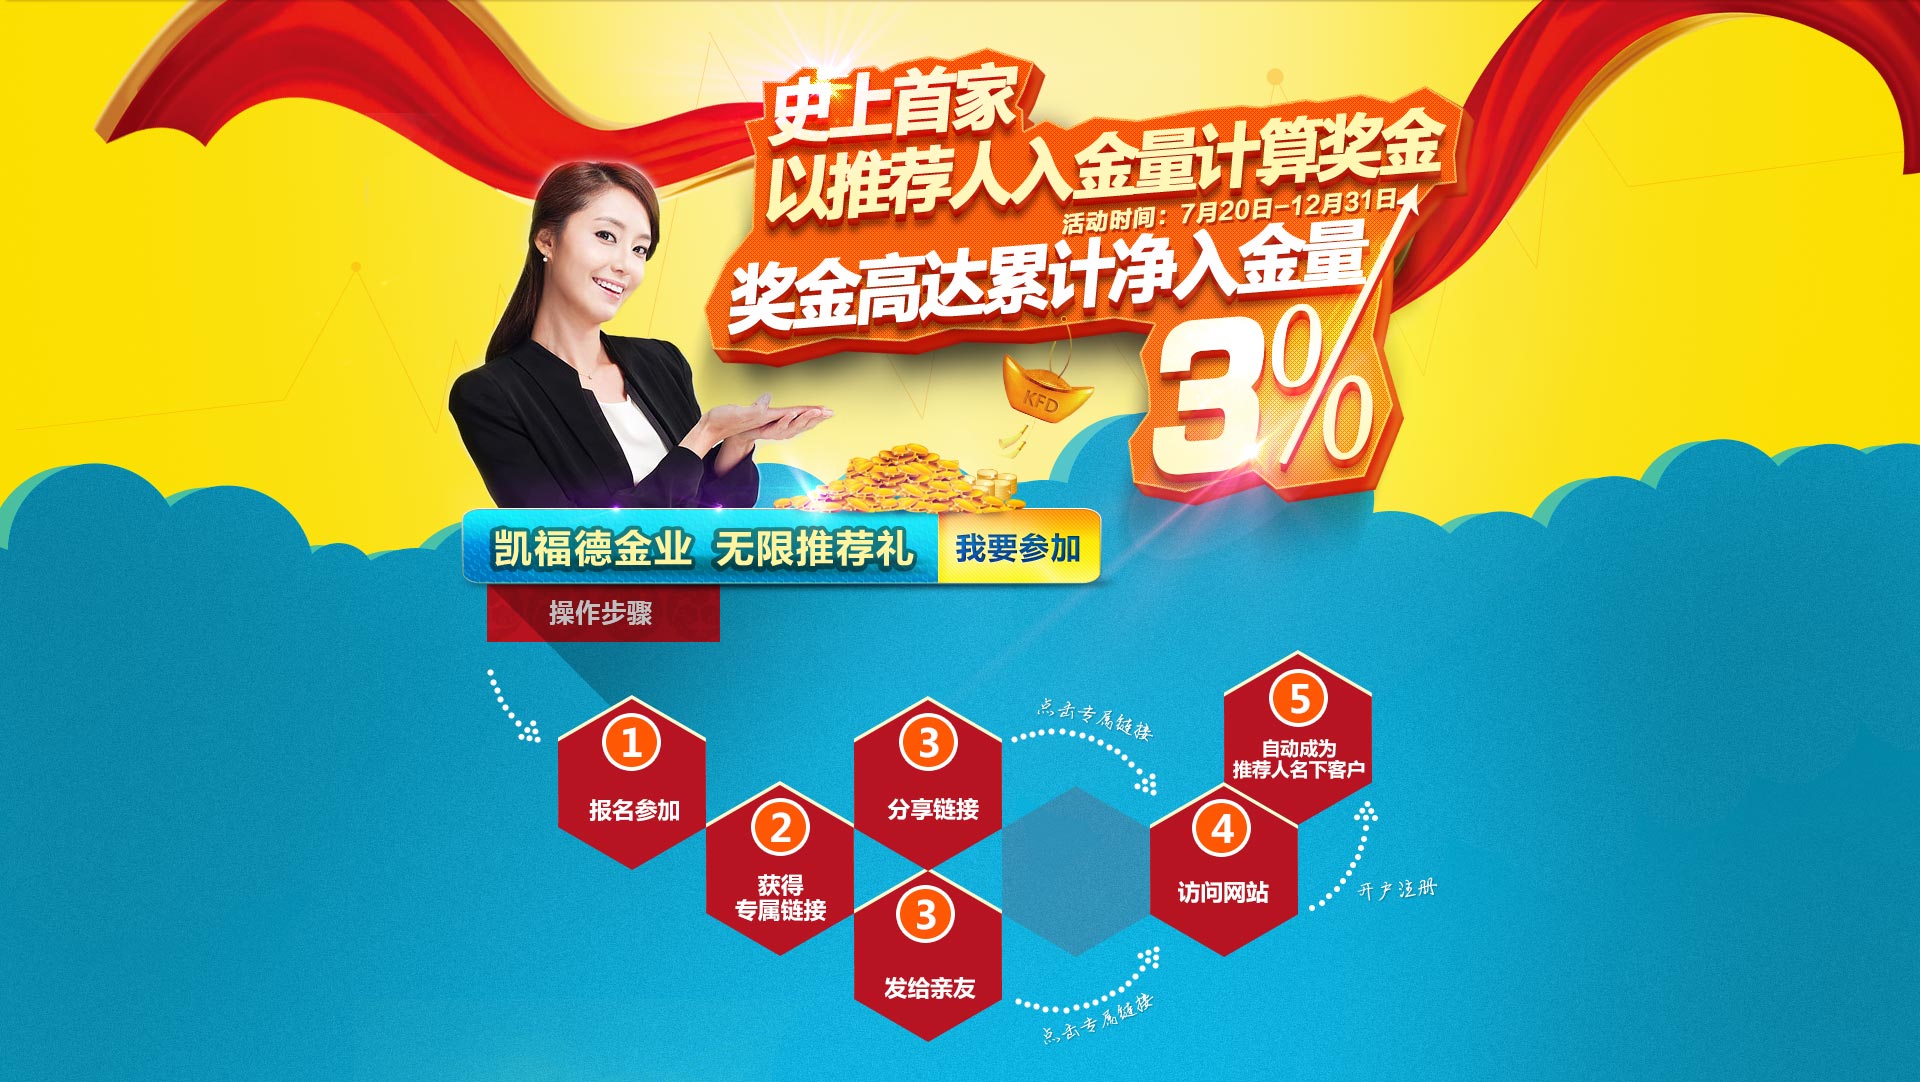 史上首家
以推荐人入金量计算奖金
活动时间：7月20日-12月31日
奖金高达累计净入金量
3%
KFD
凯福德金业 无限推荐礼
我要参加
操作步骤
1
报名参加
2
获得
专属链接
3
分享链接
3
发给亲友
点击专属链接
点击专属链接
4
访问网站
开户注册
5
自动成为
推荐人名下客户